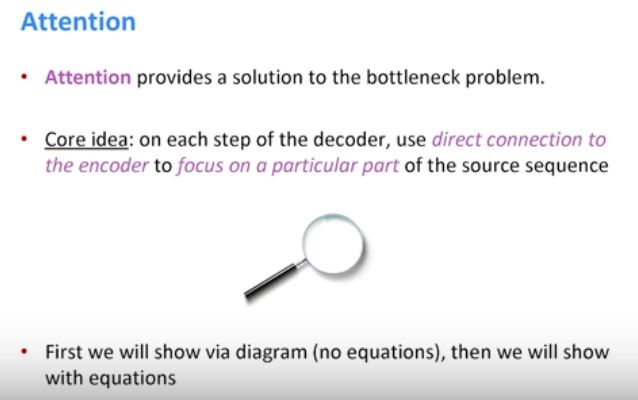 Attention
• Attention provides a solution to the bottleneck problem.
• Core idea: on each step of the decoder, use direct connection to
the encoder to focus on a particular part of the source sequence
• First we will show via diagram (no equations), then we will show
with equations